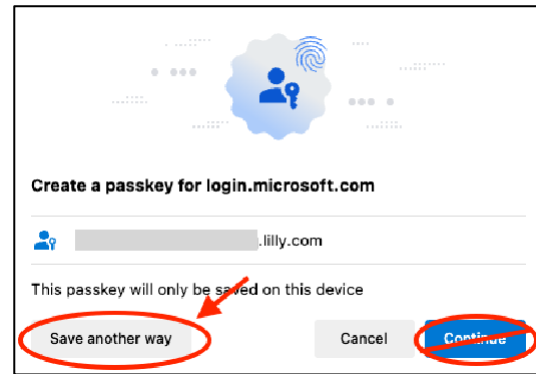 Create a passkey for login.microsoft.com
.lilly.com
This passkey will only be saved on this device
Save another way
Cancel
Continue